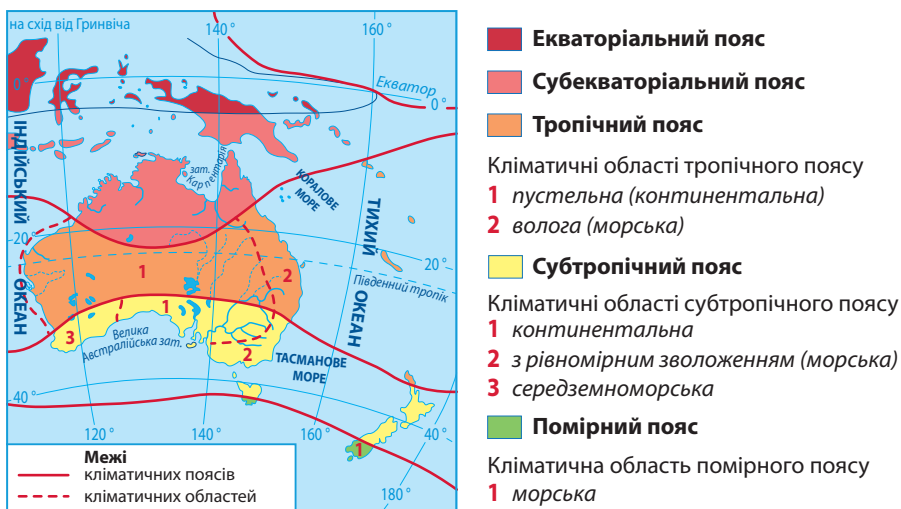 на схід від Гринвіча
140°
160°
Екватор
0°
0°
ІНДІЙСЬКИЙ
ОКЕАН
зат.
Карпентарія
КОРАЛОВЕ
МОРЕ
ТИХИЙ
ОКЕАН
20°
20°
1
2
Південний тропік
1
3
Велика
Австралійська зат.
2
ТАСМАНОВЕ
МОРЕ
40°
40°
120°
140°
160°
1
180°
Межі
кліматичних поясів
кліматичних областей
Екваторіальний пояс
Субекваторіальний пояс
Тропічний пояс
Кліматичні області тропічного поясу
1 пустельна (континентальна)
2 волога (морська)
Субтропічний пояс
Кліматичні області субтропічного поясу
1 континентальна
2 з рівномірним зволоженням (морська)
3 середземноморська
Помірний пояс
Кліматична область помірного поясу
1 морська